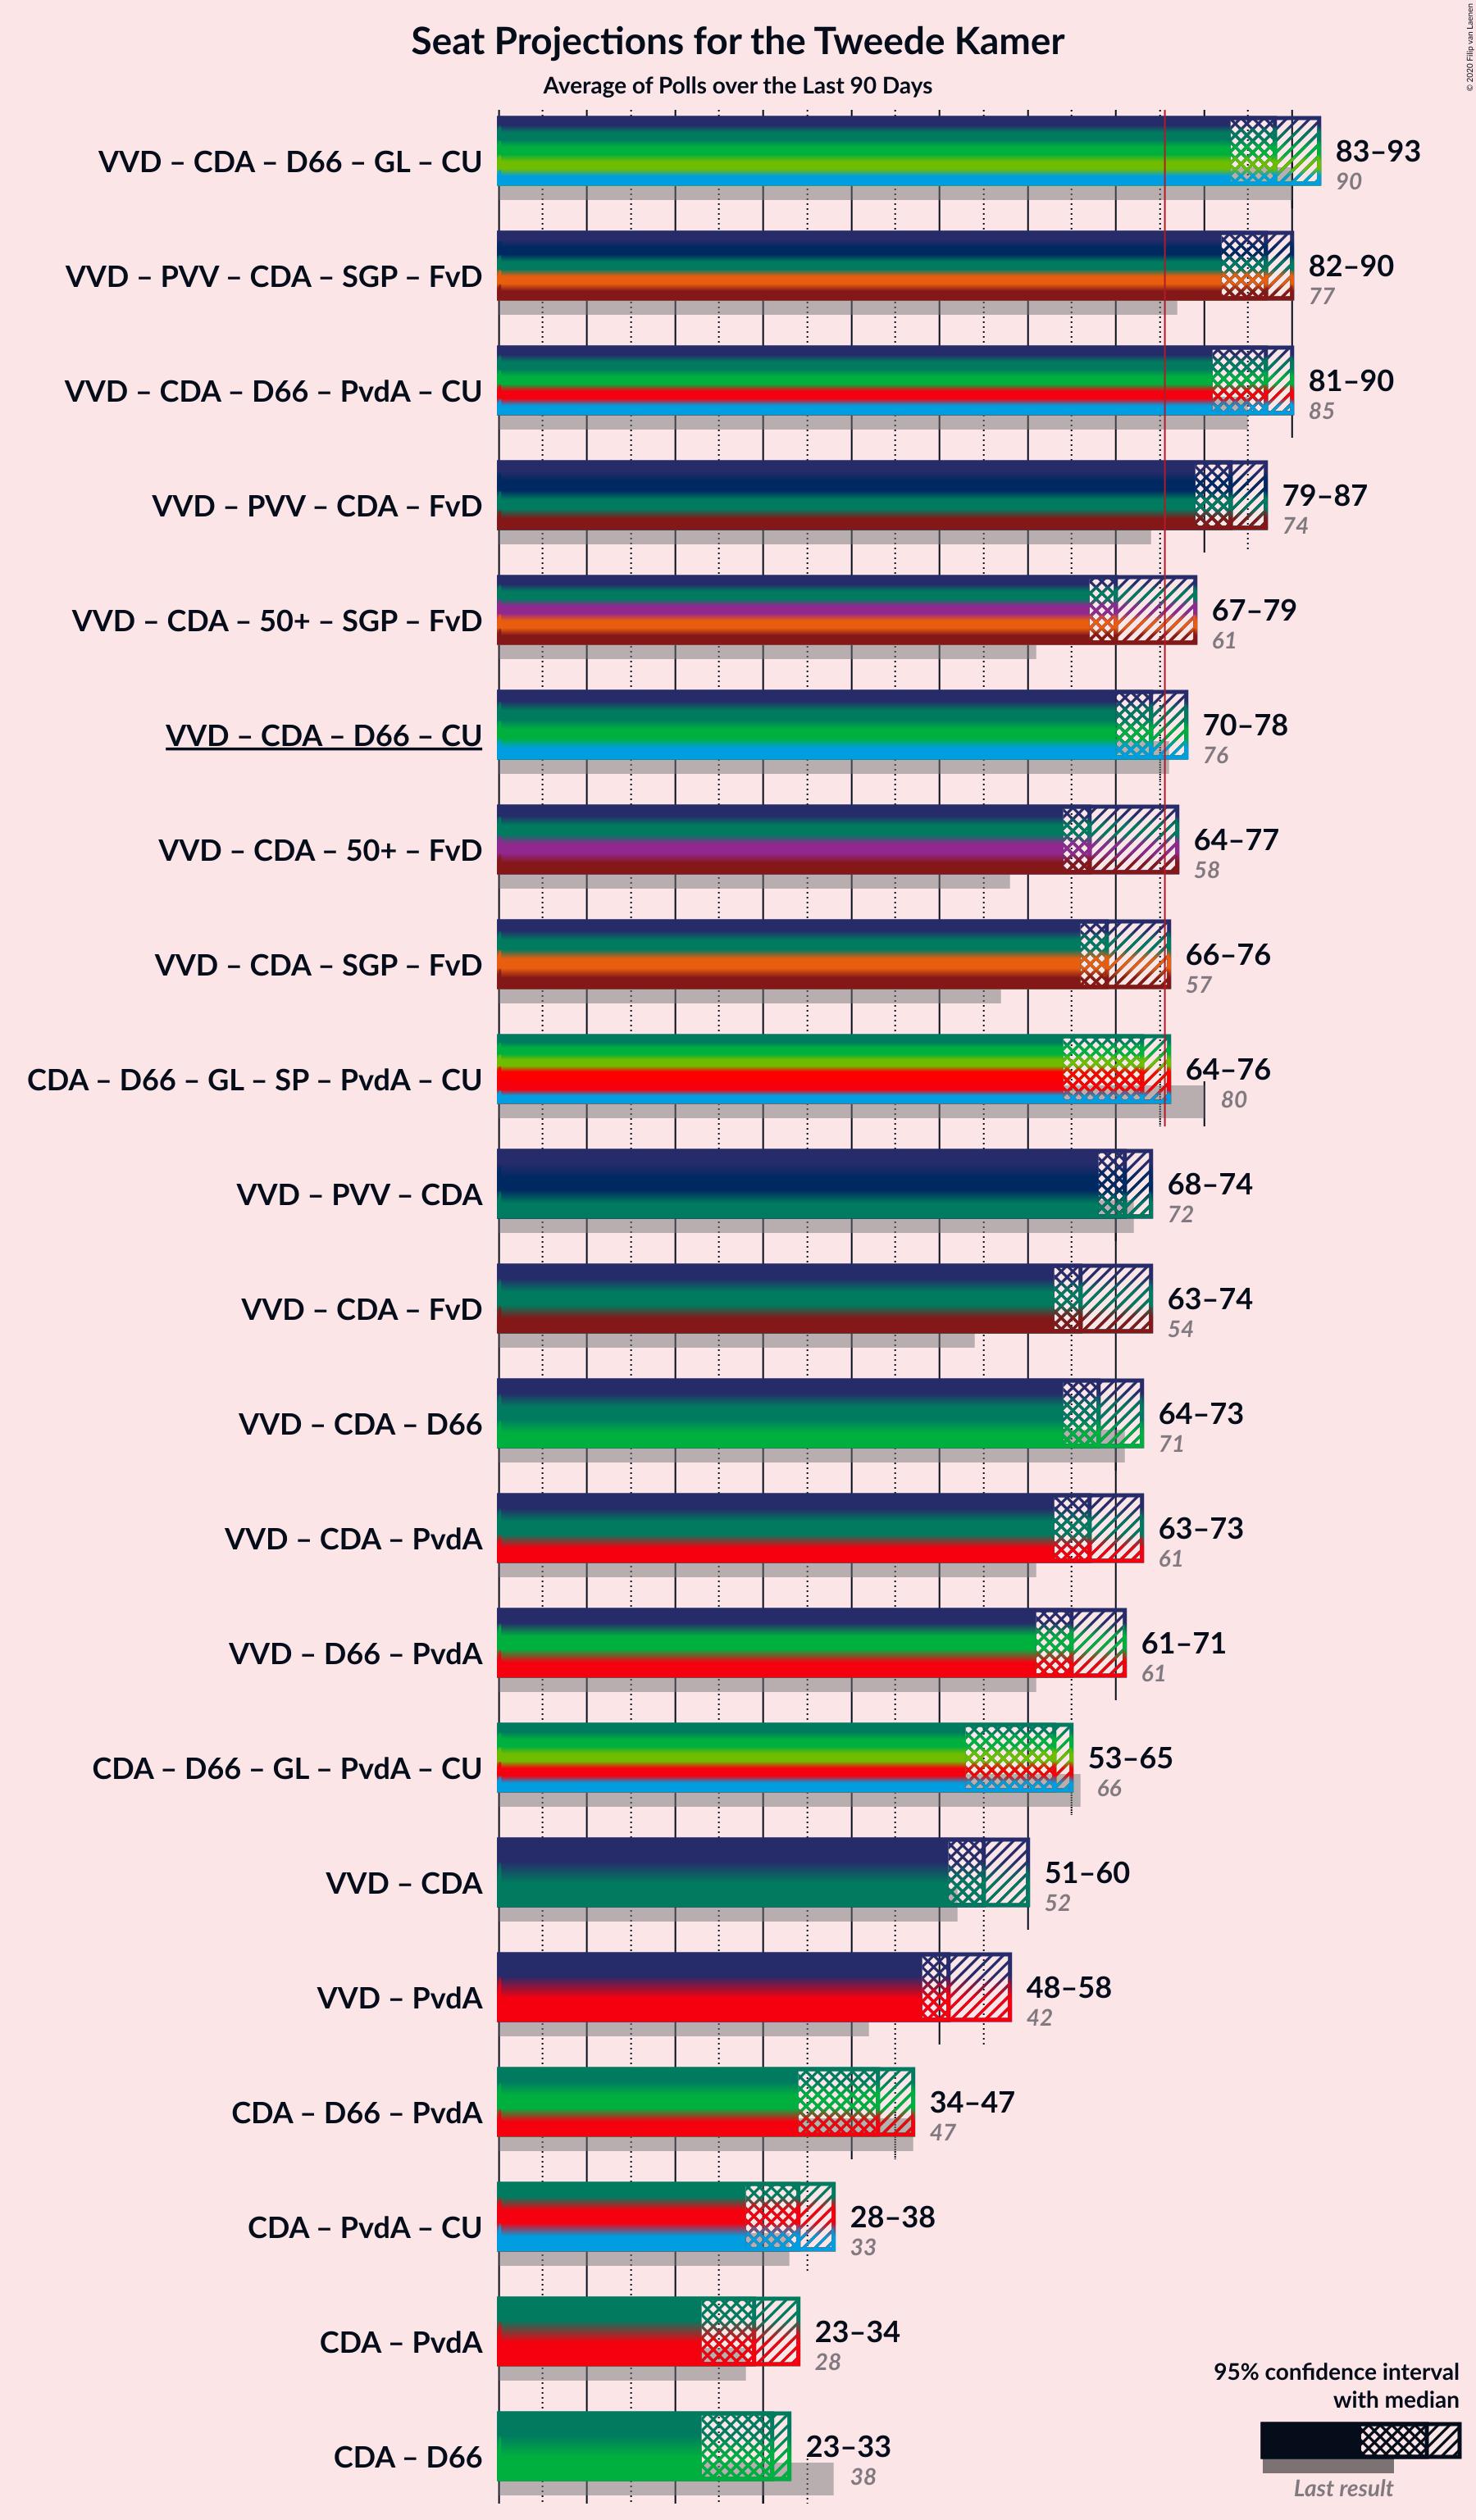 Seat Projections for the Tweede Kamer
Average of Polls over the Last 90 Days
© 2020 Filip van Laenen
VVD – CDA – D66 – GL – CU
83–93
90
VVD – PVV – CDA – SGP – FvD
82–90
77
VVD – CDA – D66 – PvdA – CU
81–90
85
VVD – PVV – CDA – FvD
79–87
74
VVD – CDA – 50+ – SGP – FvD
67–79
61
VVD – CDA – D66 – CU
70–78
76
VVD – CDA – 50+ – FvD
64–77
58
VVD – CDA – SGP – FvD
66–76
57
CDA – D66 – GL – SP – PvdA – CU
64–76
80
VVD – PVV – CDA
68–74
72
VVD – CDA – FvD
63–74
54
VVD – CDA – D66
64–73
71
VVD – CDA – PvdA
63–73
61
VVD – D66 – PvdA
61–71
61
CDA – D66 – GL – PvdA – CU
53–65
66
VVD – CDA
51–60
52
VVD – PvdA
48–58
42
CDA – D66 – PvdA
34–47
47
CDA – PvdA – CU
28–38
33
CDA – PvdA
23–34
28
CDA – D66
23–33
38
95% confidence interval
with median
Last result